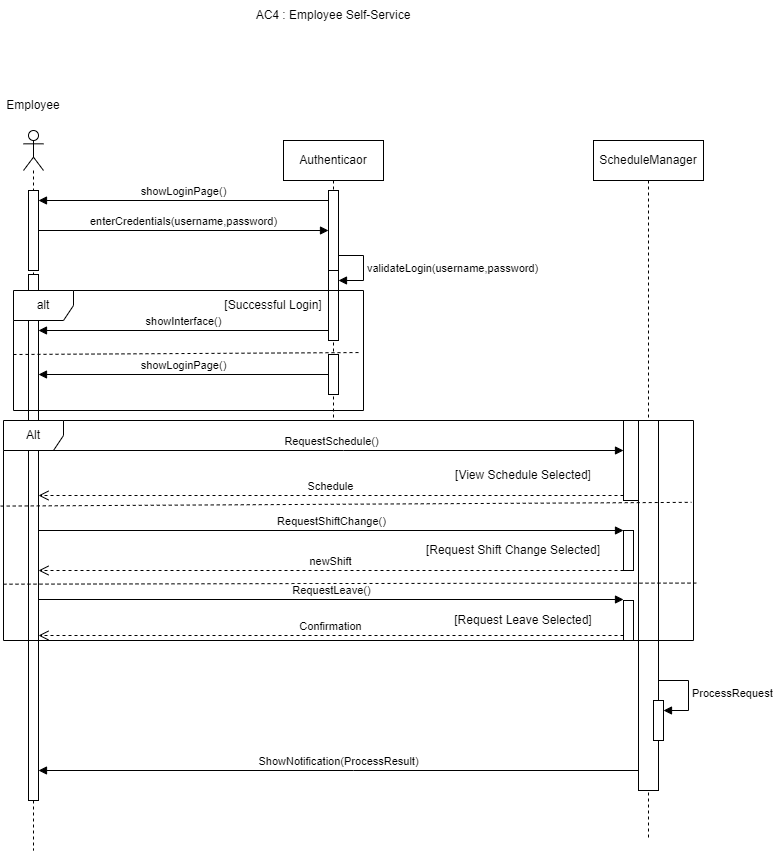 AC4 : Employee Self-Service
Employee
Authenticaor
ScheduleManager
showLoginPage()
enterCredentials(username,password)
validateLogin(username,password)
alt
[Successful Login]
showInterface()
showLoginPage()
Alt
RequestSchedule()
[View Schedule Selected]
Schedule
RequestShiftChange()
[Request Shift Change Selected]
newShift
RequestLeave()
[Request Leave Selected]
Confirmation
ProcessRequest
ShowNotification(ProcessResult)